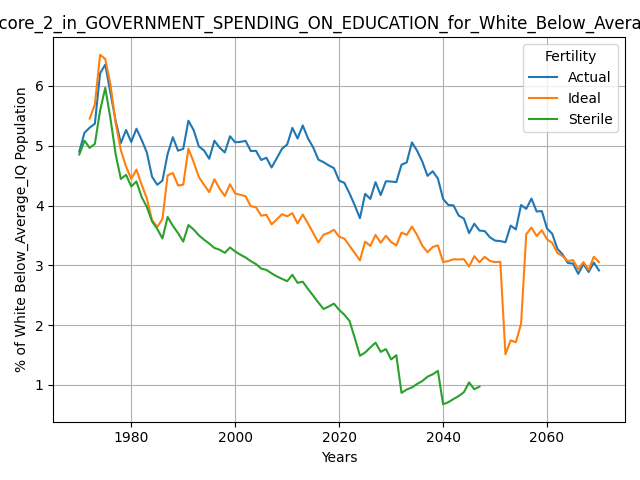 core_2_in_GOVERNMENT_SPENDING_ON_EDUCATION_for_White_Below_Avera
Fertility
Actual
Ideal
Sterile
% of White Below_Average_IQ Population
6
5
4
3
2
1
1980
2000
2020
2040
2060
Years